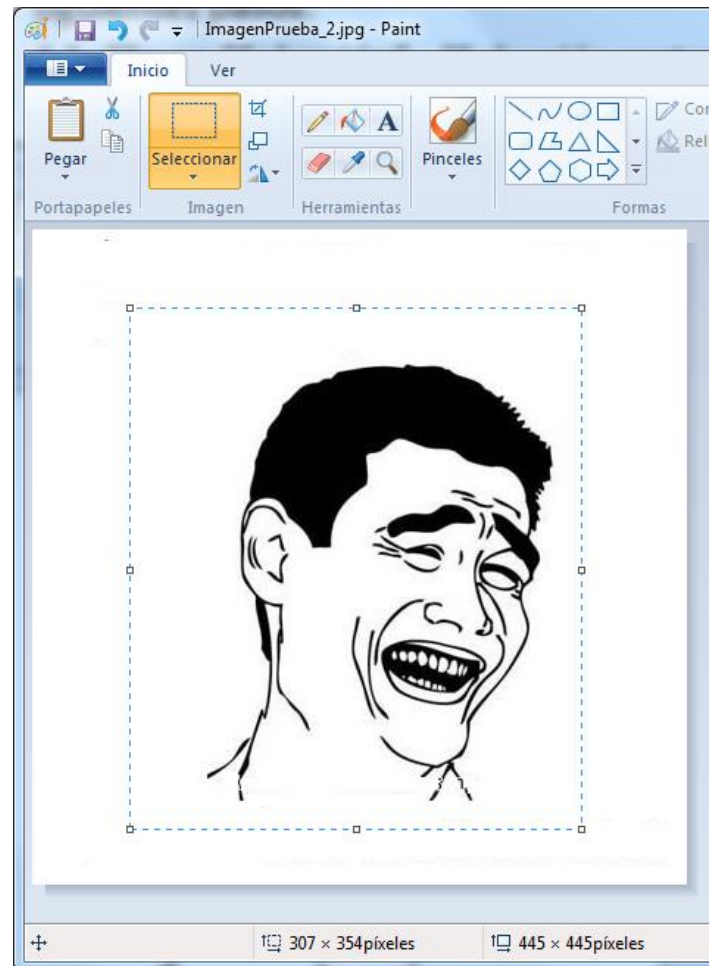 ImagenPrueba_2.jpg - Paint
Inicio Ver
Pegar
Seleccionar
A
Pinceles
Portapapeles Imagen Herramientas Formas
307 × 354píxeles 445 × 445píxeles